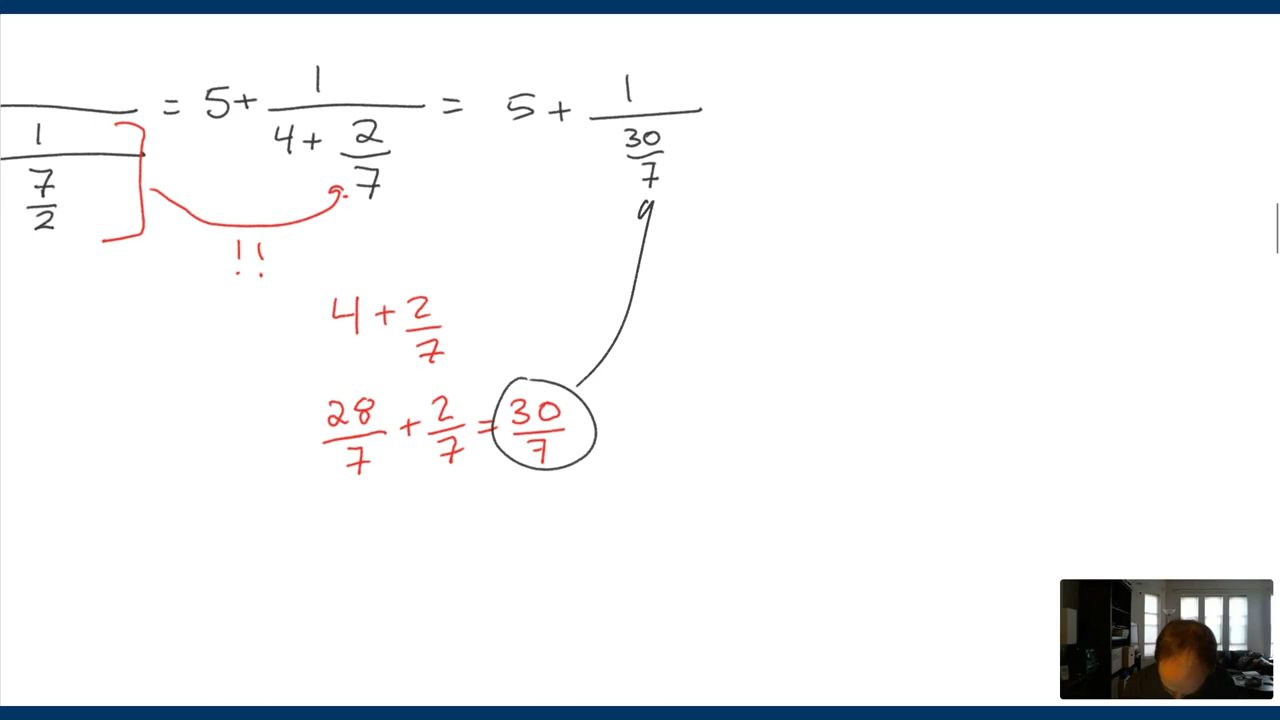 1/(7/2) = 5 + 1/(4 + 2/7) = 5 + 1/(30/7)
!!
4 + 2/7
28/7 + 2/7 = 30/7